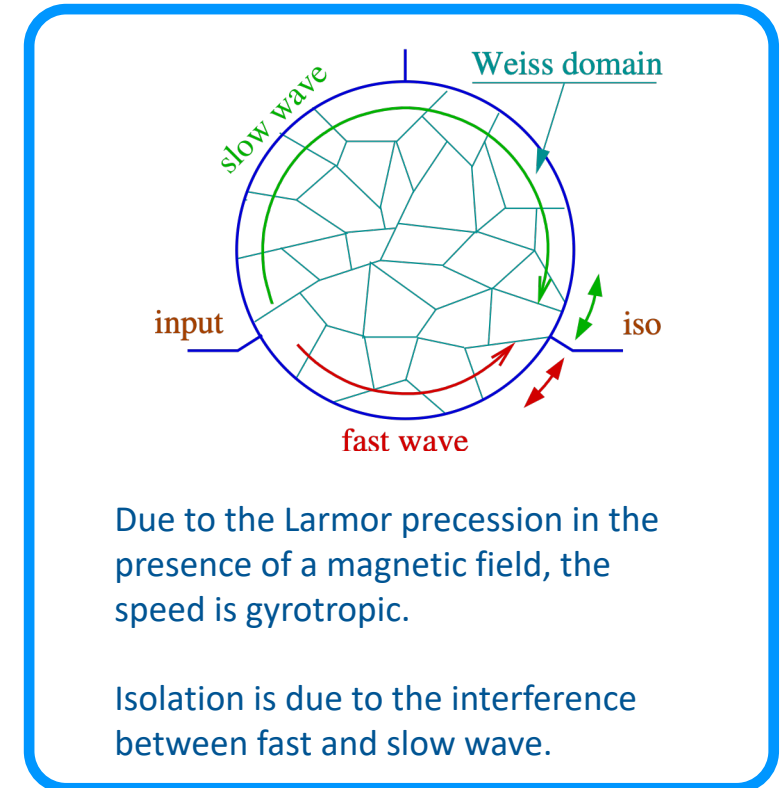 Weiss domain
slow wave
input
iso
fast wave
Due to the Larmor precession in the
presence of a magnetic field, the
speed is gyrotropic.
Isolation is due to the interference
between fast and slow wave.